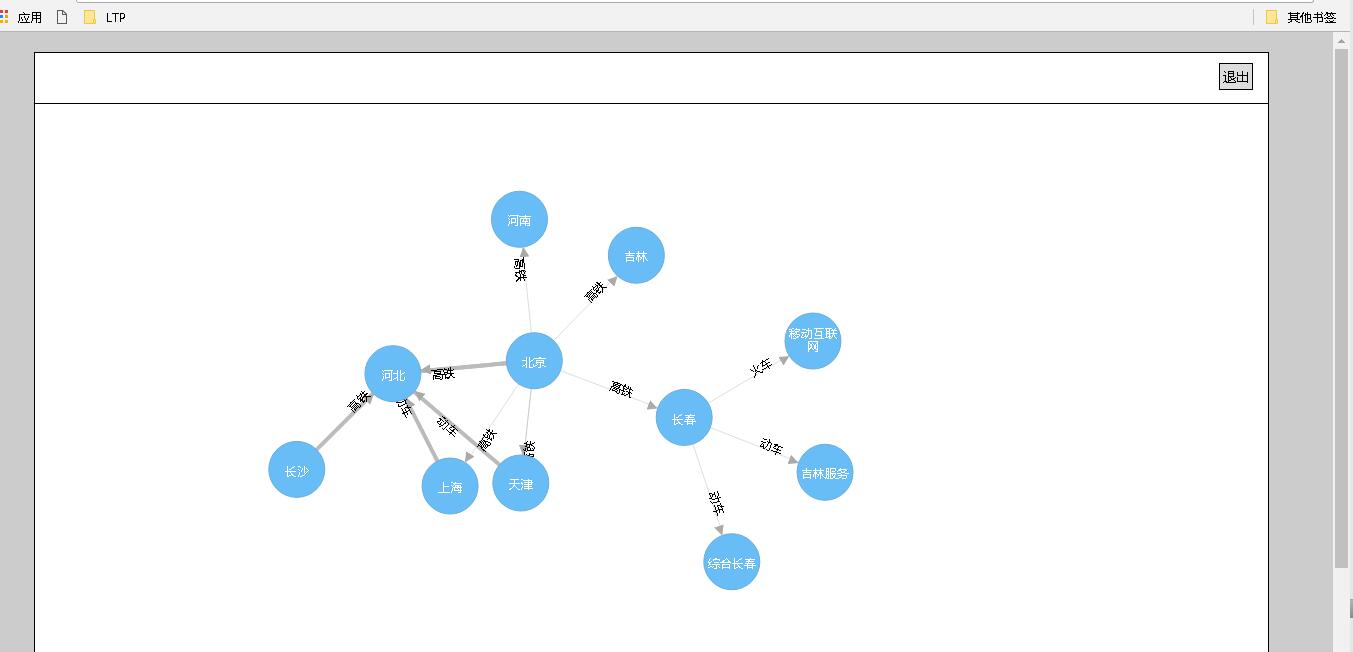 应用
LTP
其他书签
退出
河南
吉林
高铁
高铁
移动互联
网
北京
河北
高铁
火车
高铁
长春
高铁
动车
动车
高铁
动车
吉林服务
长沙
上海
天津
动车
综合长春